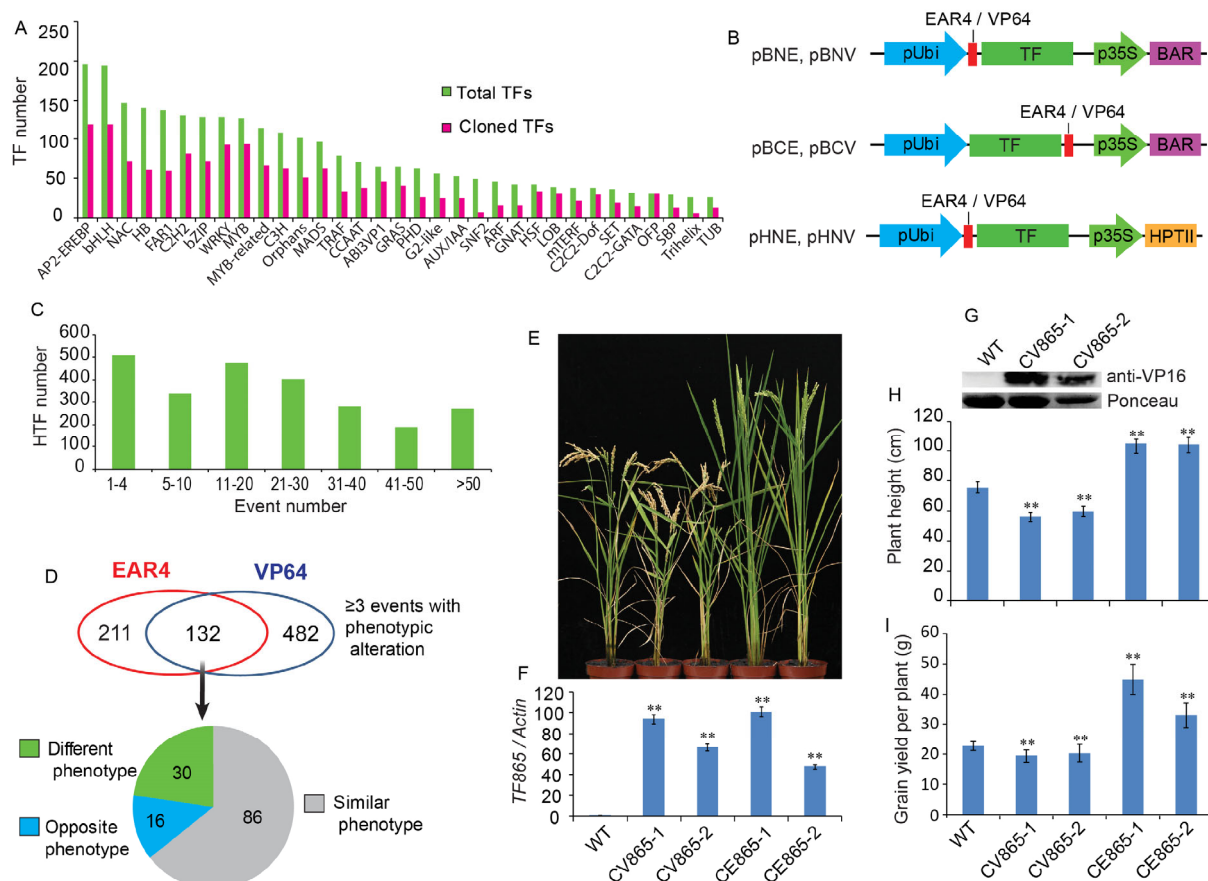 A
TF number
250
200
150
100
50
0
Total TFs
Cloned TFs
AP2-EREBP
bHLH
NAC
HB
FAR1
C2H2
bZIP
WRKY
MYB
MYB-related
C3H
Orphans
MADS
TRAF
CCAAT
ABI3VP1
GRAS
PHD
G2-like
AUX/IAA
SNF2
ARF
GNAT
HSF
LOB
mTERF
C2C2-Dof
SET
C2C2-GATA
OFP
SBP
Trihelix
TUB
B
EAR4 / VP64
pBNE, pBNV
pUbi
TF
p35S
BAR
EAR4 / VP64
pBCE, pBCV
pUbi
TF
p35S
BAR
EAR4 / VP64
pHNE, pHNV
pUbi
TF
p35S
HPTII
C
HTF number
600
500
400
300
200
100
0
1-4
5-10
11-20
21-30
31-40
41-50
>50
Event number
D
EAR4
VP64
211
132
482
≥3 events with
phenotypic
alteration
Different
phenotype
30
Opposite
phenotype
16
86
Similar
phenotype
E
F
TF865 / Actin
120
100
80
60
40
20
0
**
**
**
**
WT
CV865-1
CV865-2
CE865-1
CE865-2
G
WT
CV865-1
CV865-2
anti-VP16
Ponceau
H
Plant height (cm)
120
100
80
60
40
20
0
**
**
**
**
I
Grain yield per plant (g)
60
50
40
30
20
10
0
**
**
**
**
WT
CV865-1
CV865-2
CE865-1
CE865-2